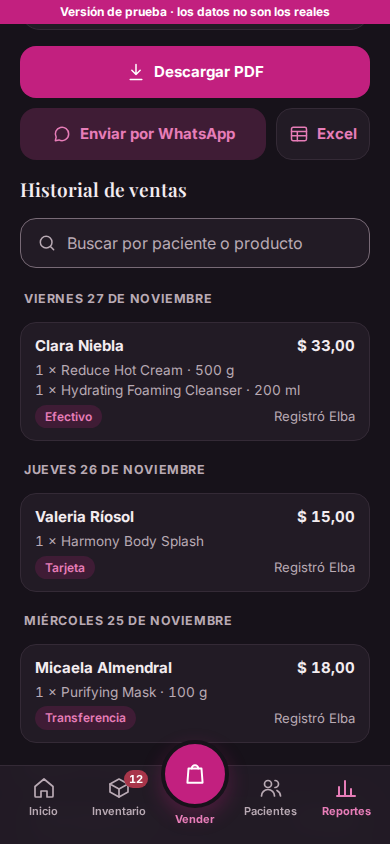 Versión de prueba · los datos no son los reales
Descargar PDF
Enviar por WhatsApp
Excel
Historial de ventas
Buscar por paciente o producto
VIERNES 27 DE NOVIEMBRE
Clara Niebla
$ 33,00
1 × Reduce Hot Cream · 500 g
1 × Hydrating Foaming Cleanser · 200 ml
Efectivo
Registró Elba
JUEVES 26 DE NOVIEMBRE
Valeria Ríosol
$ 15,00
1 × Harmony Body Splash
Tarjeta
Registró Elba
MIÉRCOLES 25 DE NOVIEMBRE
Micaela Almendral
$ 18,00
1 × Purifying Mask · 100 g
Transferencia
Registró Elba
Inicio
12
Inventario
Vender
Pacientes
Reportes